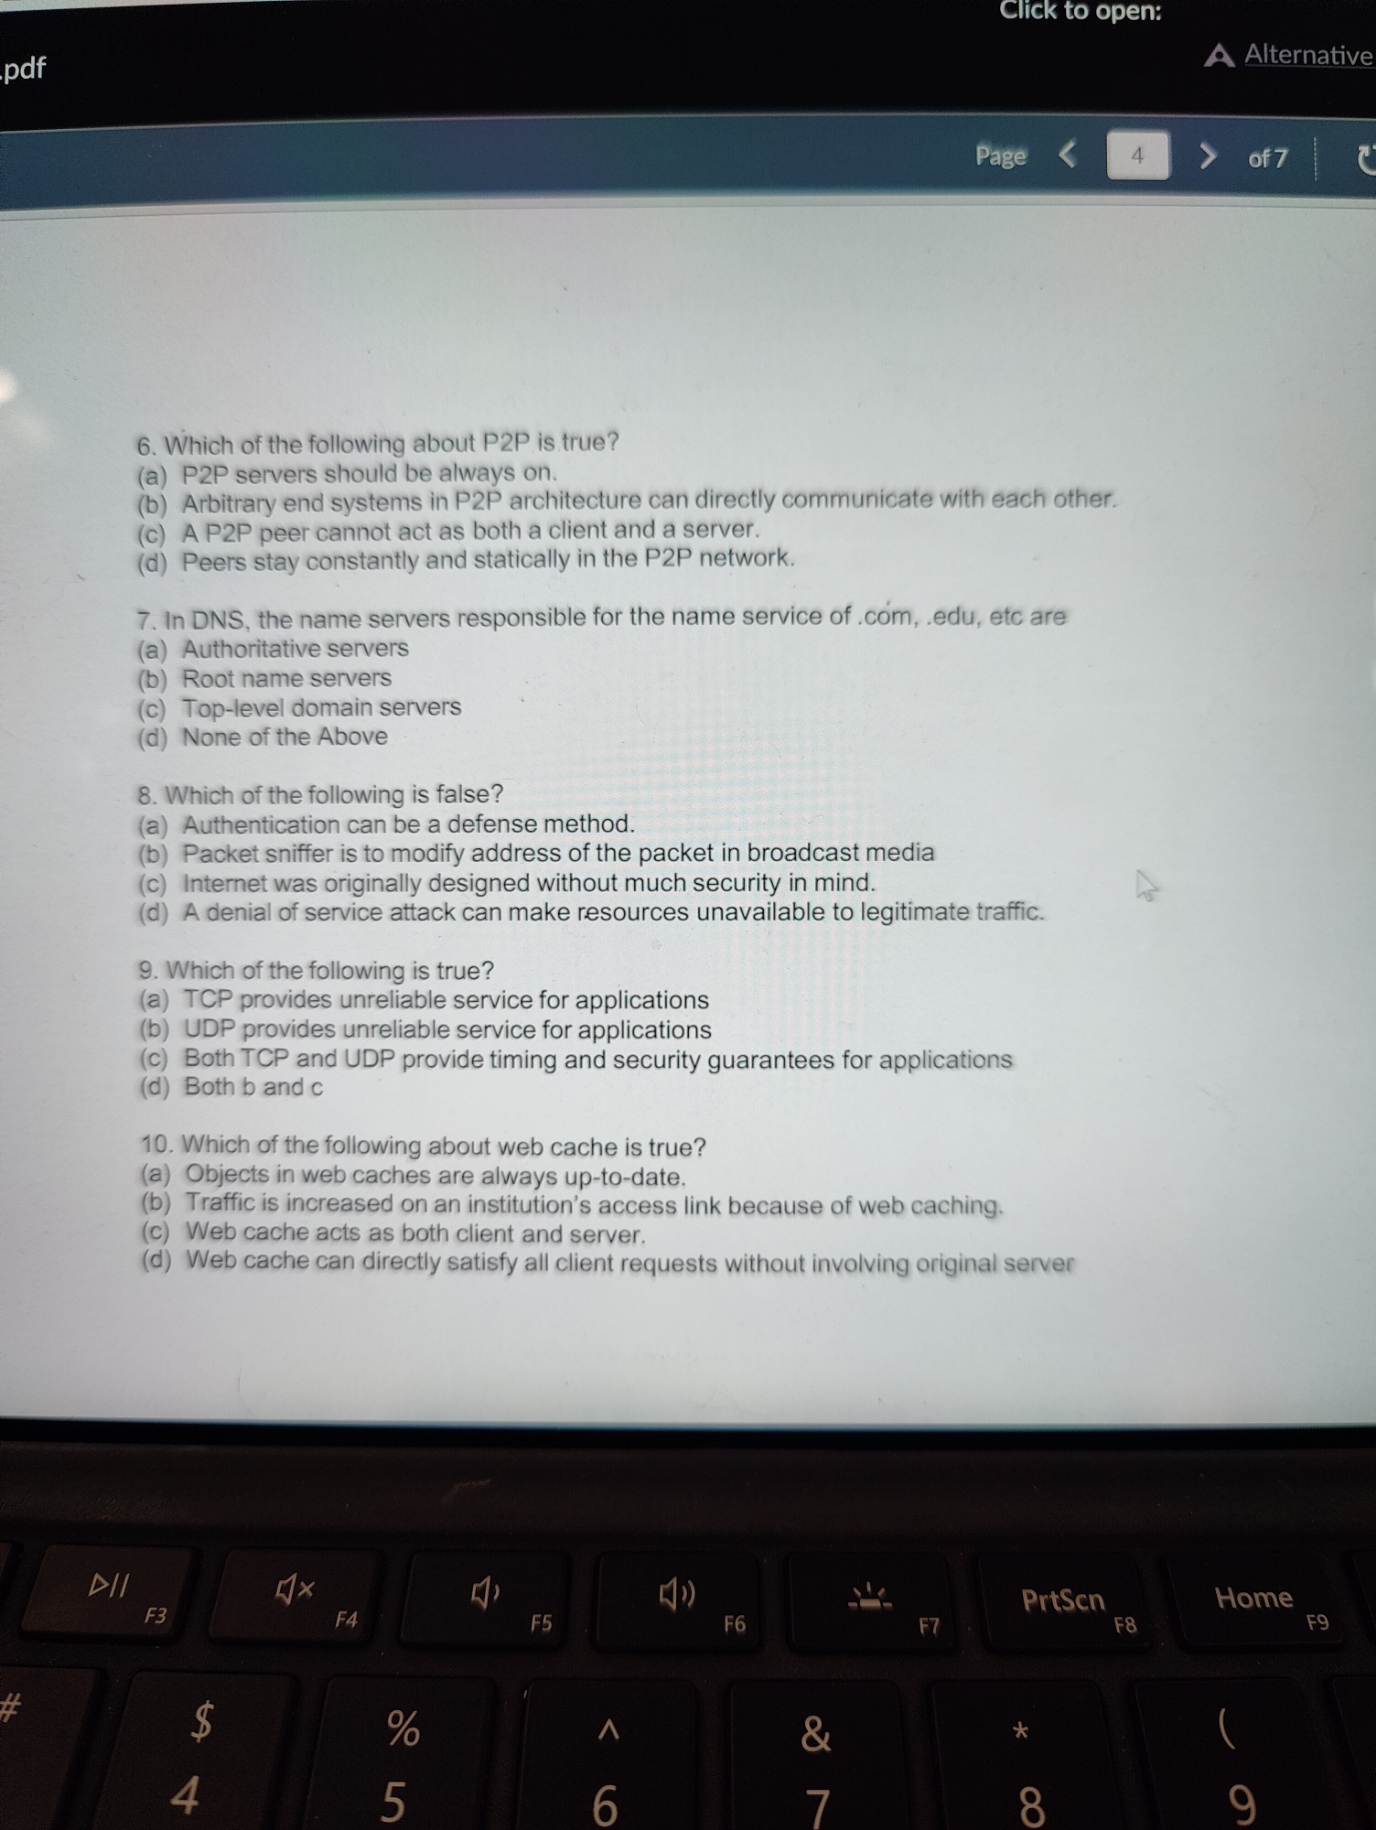 Click to open:
.pdf
Alternative
Page < 4 > of 7
6. Which of the following about P2P is true?
(a) P2P servers should be always on.
(b) Arbitrary end systems in P2P architecture can directly communicate with each other.
(c) A P2P peer cannot act as both a client and a server.
(d) Peers stay constantly and statically in the P2P network.
7. In DNS, the name servers responsible for the name service of .com, .edu, etc are
(a) Authoritative servers
(b) Root name servers
(c) Top-level domain servers
(d) None of the Above
8. Which of the following is false?
(a) Authentication can be a defense method.
(b) Packet sniffer is to modify address of the packet in broadcast media
(c) Internet was originally designed without much security in mind.
(d) A denial of service attack can make resources unavailable to legitimate traffic.
9. Which of the following is true?
(a) TCP provides unreliable service for applications
(b) UDP provides unreliable service for applications
(c) Both TCP and UDP provide timing and security guarantees for applications
(d) Both b and c
10. Which of the following about web cache is true?
(a) Objects in web caches are always up-to-date.
(b) Traffic is increased on an institution's access link because of web caching.
(c) Web cache acts as both client and server.
(d) Web cache can directly satisfy all client requests without involving original server
F3 F4 F5 F6 F7 PrtScn F8 Home F9
# $ % ^ & * (
4 5 6 7 8 9